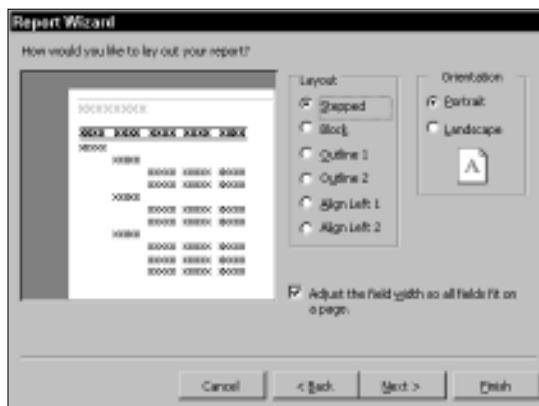 Report Wizard
How would you like to lay out your report?
Layout
Stepped
Block
Outline 1
Outline 2
Align Left 1
Align Left 2
Orientation
Portrait
Landscape
A
Adjust the field width so all fields fit on
a page.
Cancel
< Back
Next >
Finish